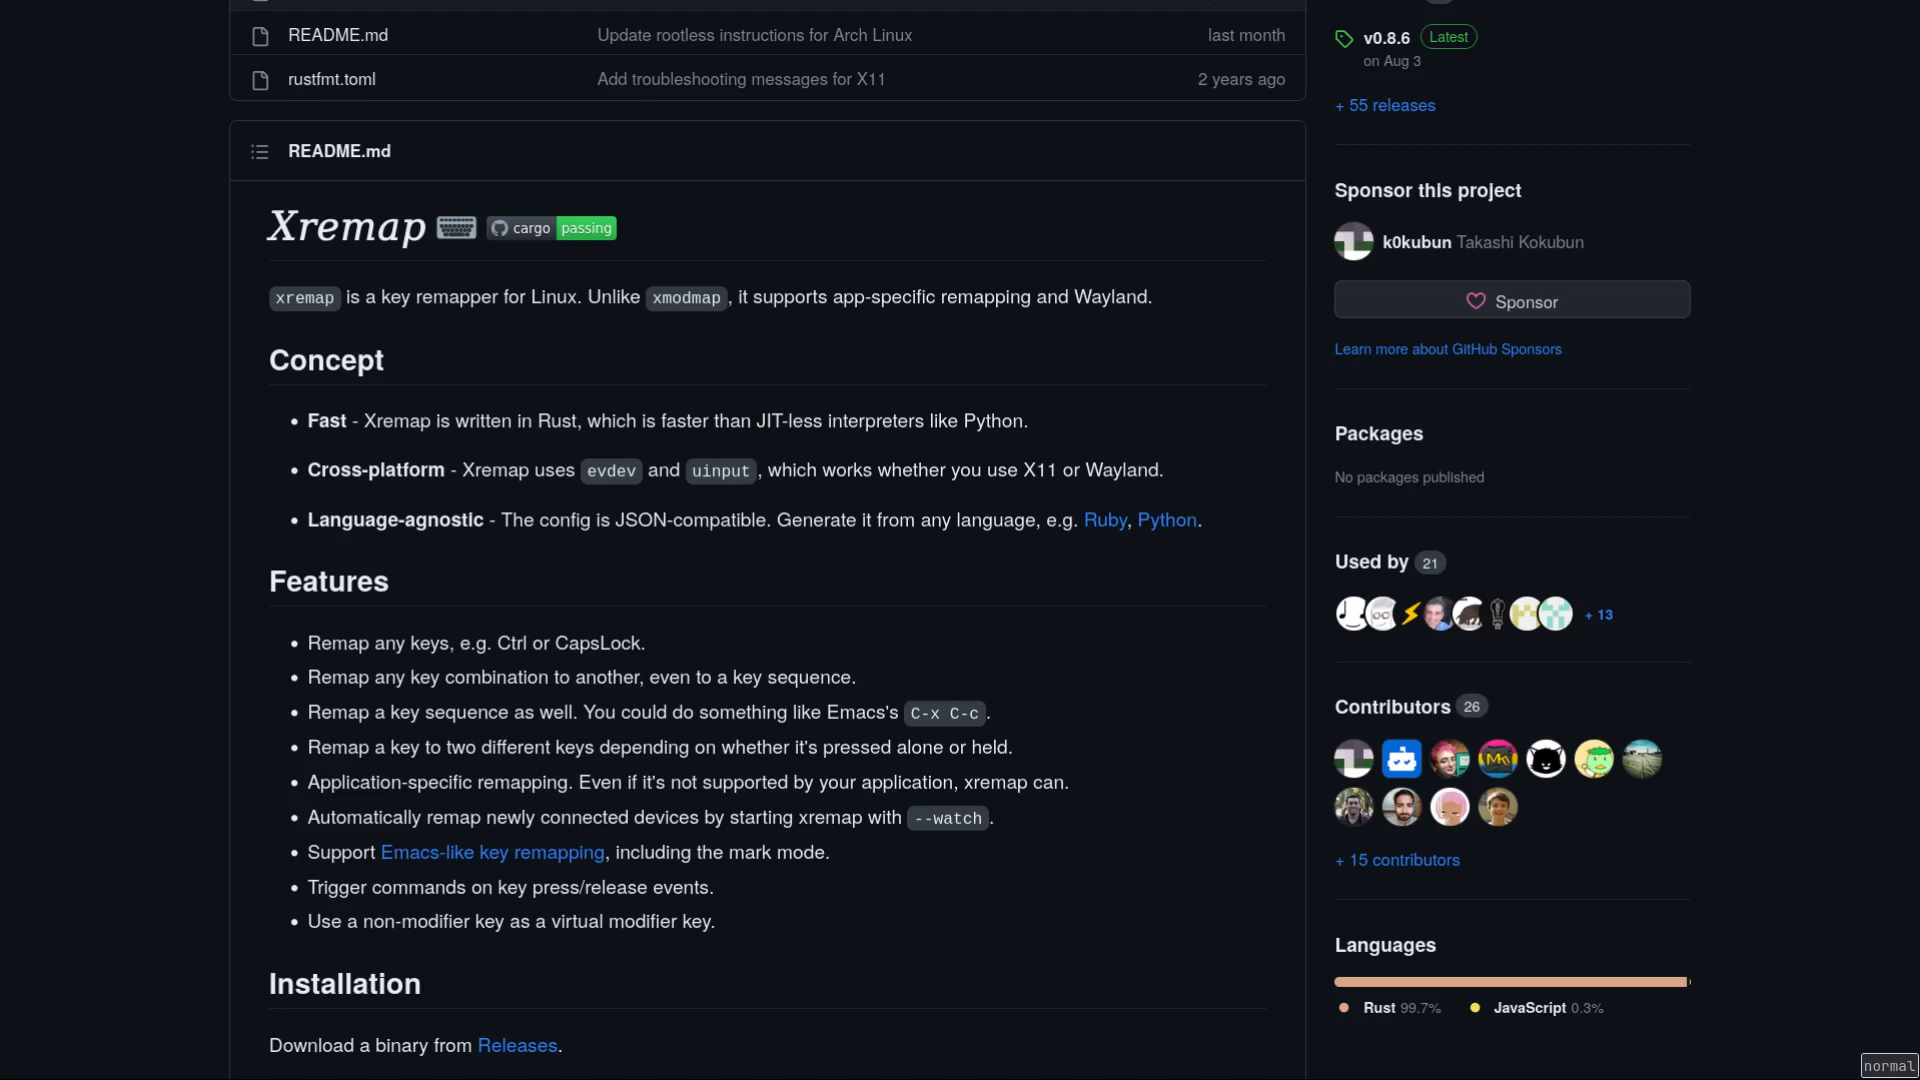 README.md Update rootless instructions for Arch Linux last month
rustfmt.toml Add troubleshooting messages for X11 2 years ago
README.md
Xremap cargo passing
xremap is a key remapper for Linux. Unlike xmodmap, it supports app-specific remapping and Wayland.
Concept
• Fast - Xremap is written in Rust, which is faster than JIT-less interpreters like Python.
• Cross-platform - Xremap uses evdev and uinput, which works whether you use X11 or Wayland.
• Language-agnostic - The config is JSON-compatible. Generate it from any language, e.g. Ruby, Python.
Features
• Remap any keys, e.g. Ctrl or CapsLock.
• Remap any key combination to another, even to a key sequence.
• Remap a key sequence as well. You could do something like Emacs's C-x C-c.
• Remap a key to two different keys depending on whether it's pressed alone or held.
• Application-specific remapping. Even if it's not supported by your application, xremap can.
• Automatically remap newly connected devices by starting xremap with --watch.
• Support Emacs-like key remapping, including the mark mode.
• Trigger commands on key press/release events.
• Use a non-modifier key as a virtual modifier key.
Installation
Download a binary from Releases.
v0.8.6 Latest
on Aug 3
+ 55 releases
Sponsor this project
k0kubun Takashi Kokubun
Sponsor
Learn more about GitHub Sponsors
Packages
No packages published
Used by 21
+ 13
Contributors 26
+ 15 contributors
Languages
Rust 99.7% JavaScript 0.3%
normal